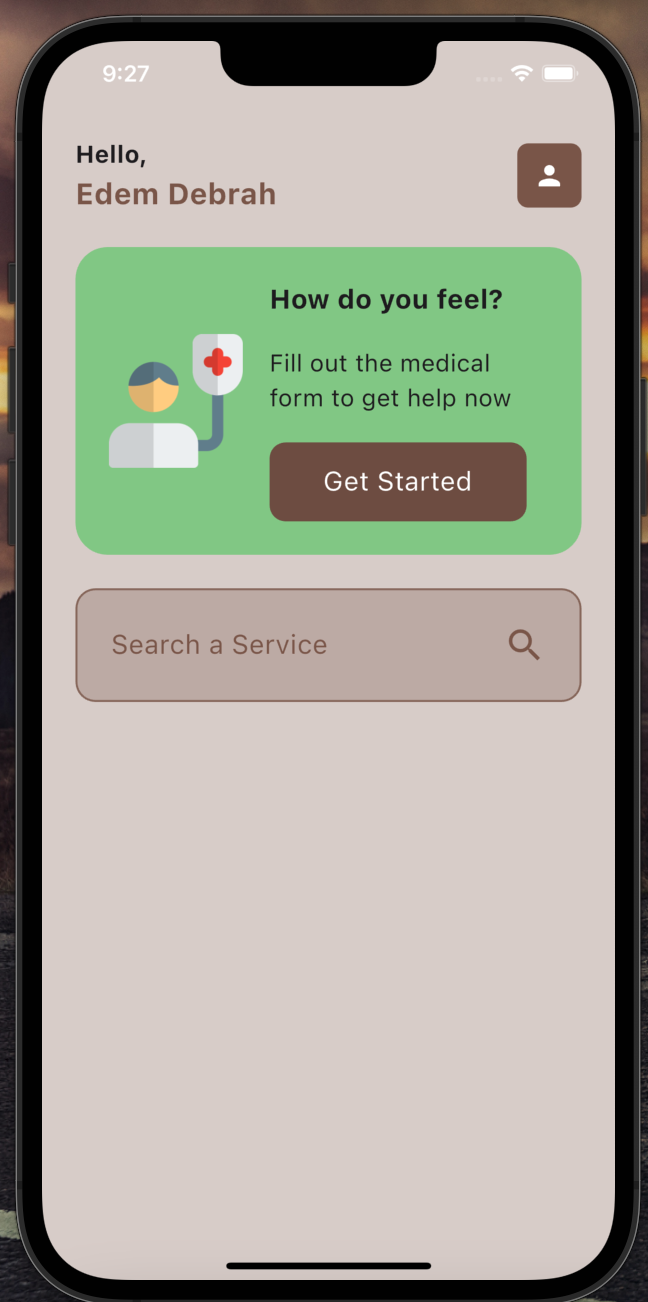 9:27
Hello,
Edem Debrah
How do you feel?
Fill out the medical
form to get help now
Get Started
Search a Service